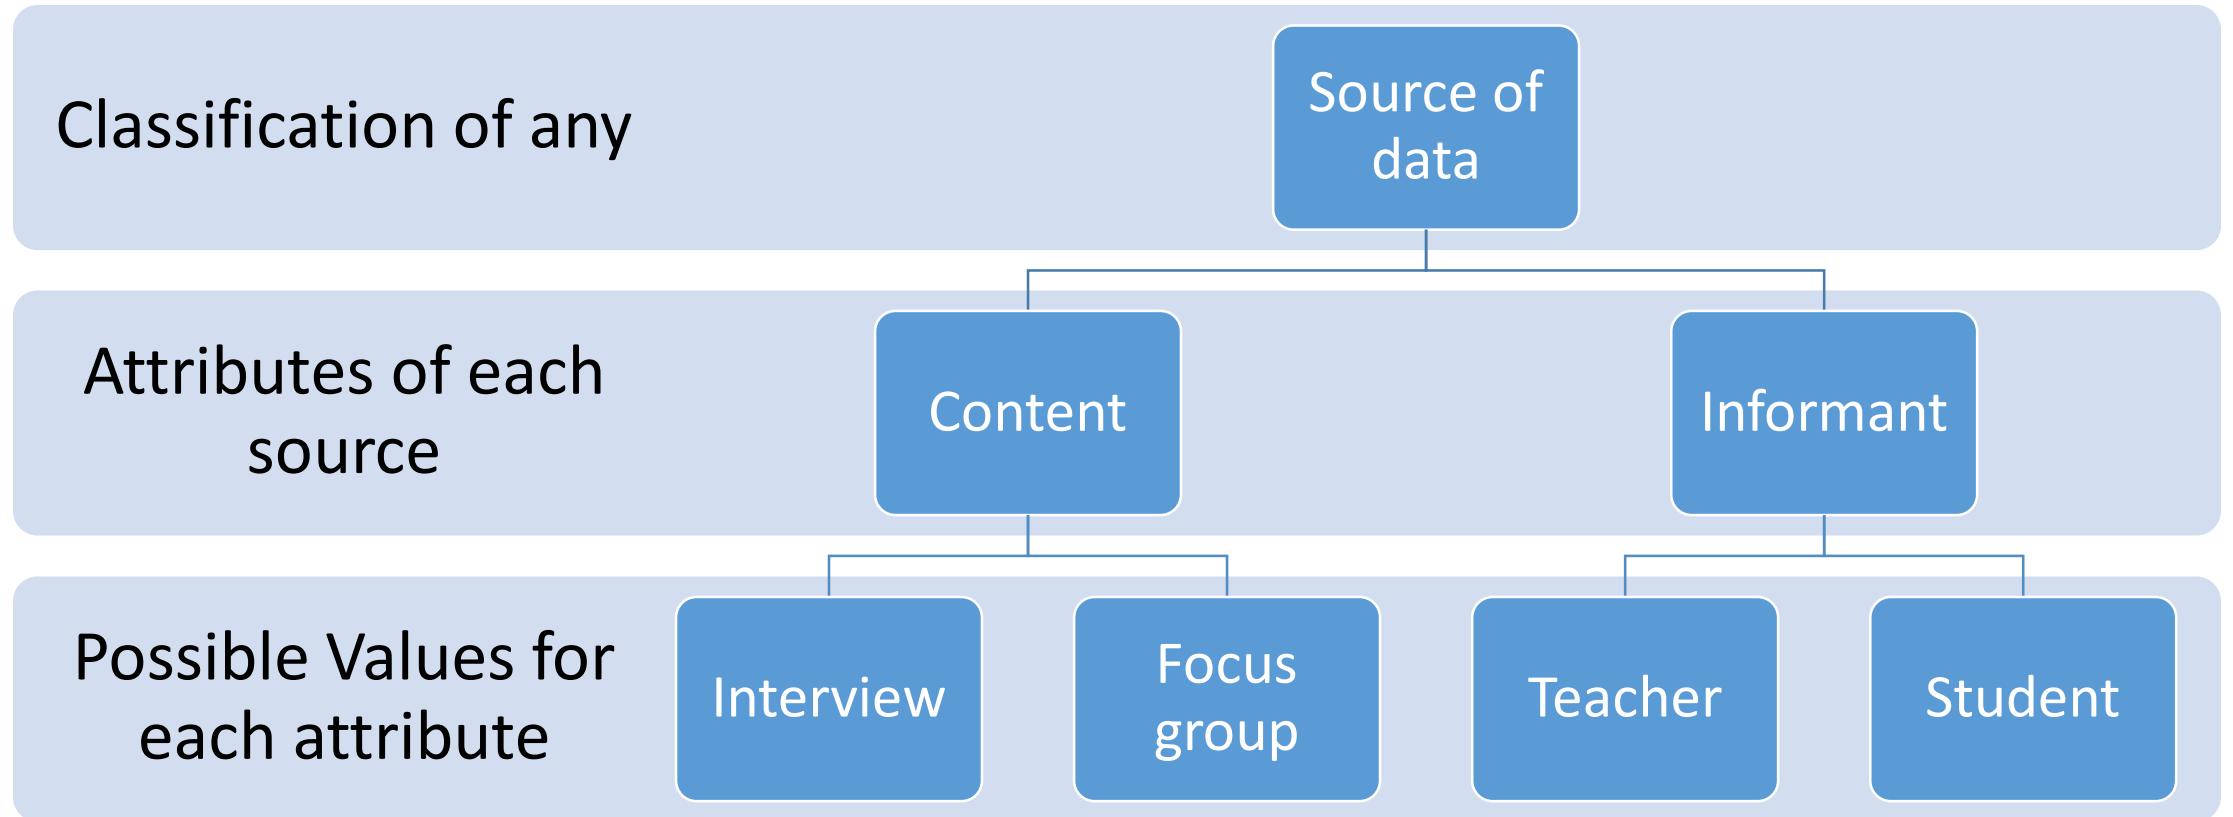 Classification of any
Source of
data
Attributes of each
source
Content
Informant
Possible Values for
each attribute
Interview
Focus
group
Teacher
Student